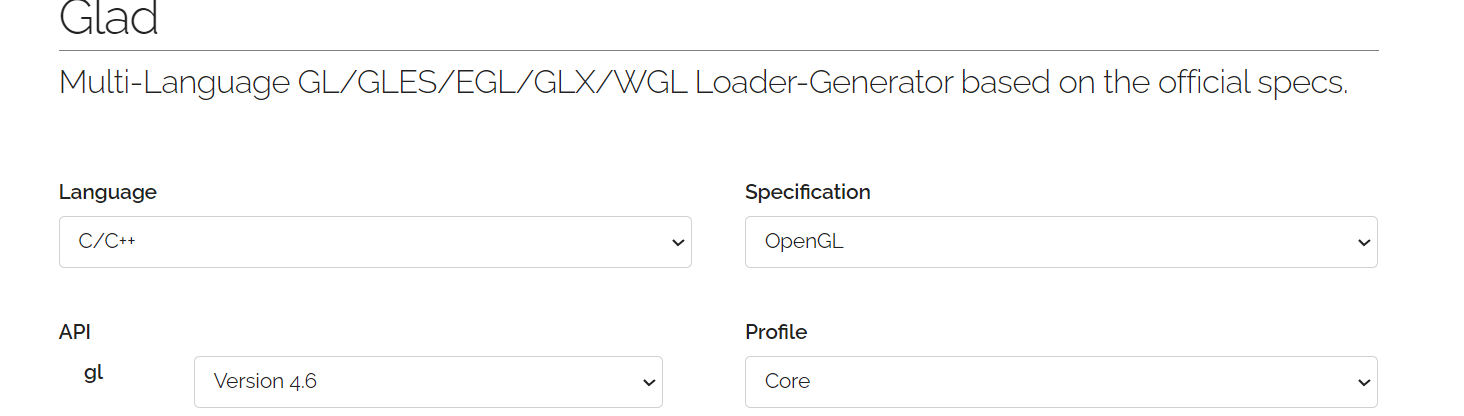 Glad
Multi-Language GL/GLES/EGL/GLX/WGL Loader-Generator based on the official specs.
Language
Specification
C/C++
OpenGL
API
Profile
gl
Version 4.6
Core